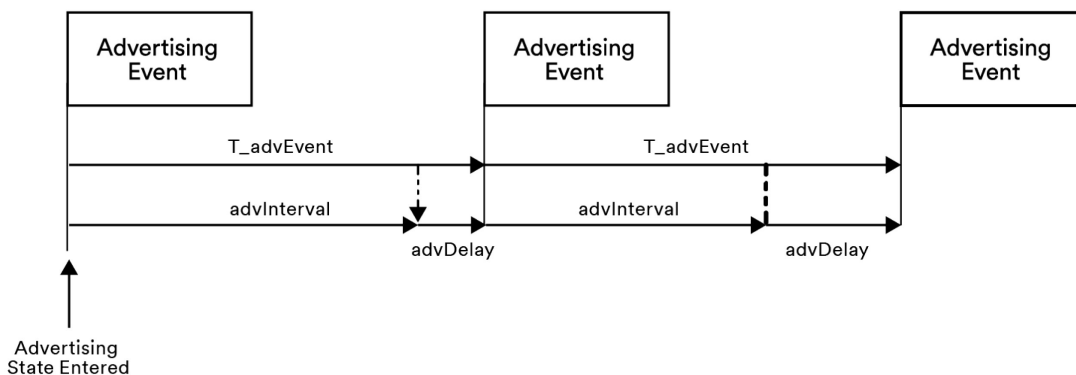 Advertising
Event
Advertising
Event
Advertising
Event
T_advEvent
T_advEvent
advInterval
advInterval
advDelay
advDelay
Advertising
State Entered